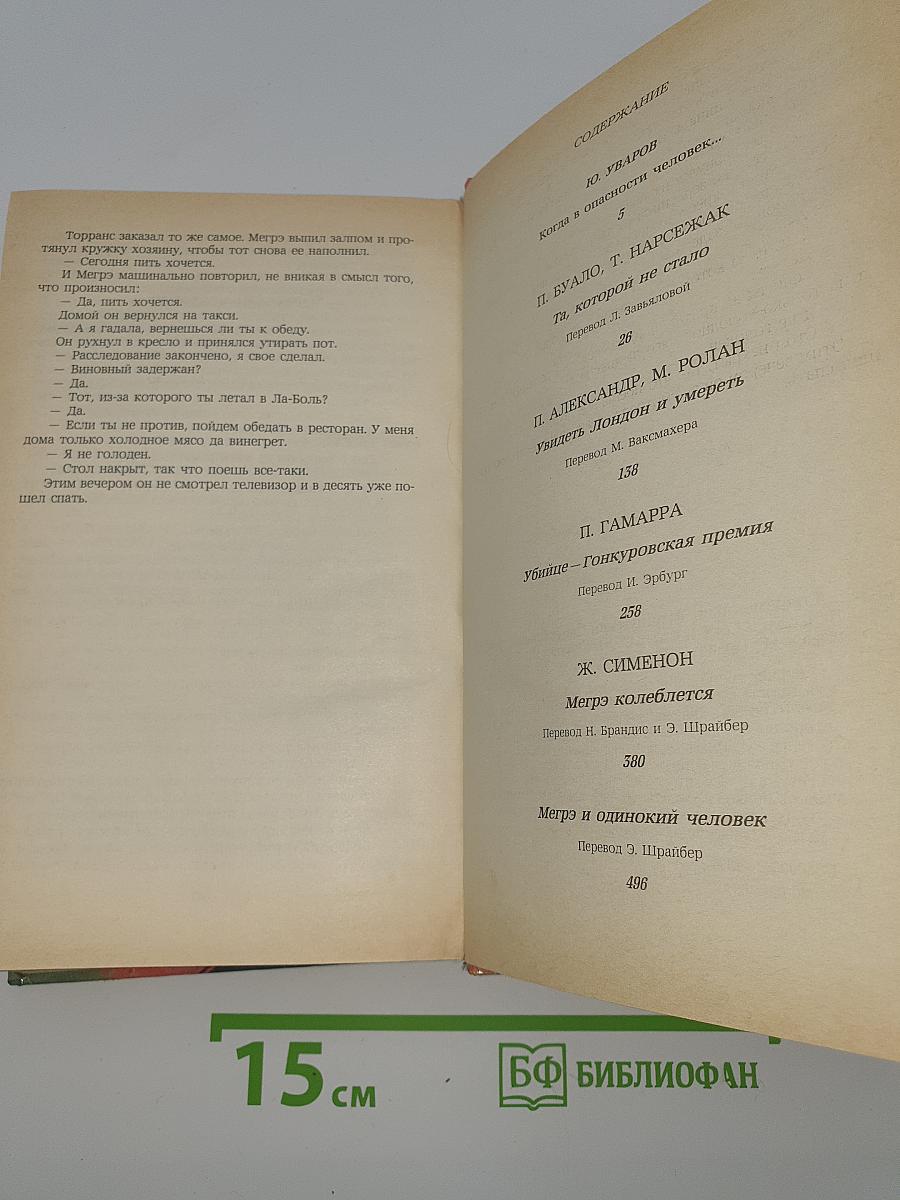 Торранс заказал то же самое. Мегрэ выпил залпом и про-
тянул кружку хозяину, чтобы тот снова ее наполнил.
— Сегодня пить хочется.
И Мегрэ машинально повторил, не вникая в смысл того,
что произносил:
— Да, пить хочется.
Домой он вернулся на такси.
— А я гадала, вернешься ли ты к обеду.
Он рухнул в кресло и принялся утирать пот.
— Расследование закончено, я свое сделал.
— Виновный задержан?
— Да.
— Тот, из-за которого ты летал в Ла-Боль?
— Да.
— Если ты не против, пойдем обедать в ресторан. У меня
дома только холодное мясо да винегрет.
— Я не голоден.
— Стол накрыт, так что поешь все-таки.
Этим вечером он не смотрел телевизор и в десять уже по-
шел спать.
СОДЕРЖАНИЕ
Ю. УВАРОВ
Когда в опасности человек...
5
П. БУАЛО, Т. НАРСЕЖАК
Та, которой не стало
Перевод Л. Завьяловой
26
П. АЛЕКСАНДР, М. РОЛАН
Увидеть Лондон и умереть
Перевод М. Ваксмахера
138
П. ГАМАРРА
Убийце — Гонкуровская премия
Перевод И. Эрбург
258
Ж. СИМЕНОН
Мегрэ колеблется
Перевод Н. Брандис и Э. Шрайбер
380
Мегрэ и одинокий человек
Перевод Э. Шрайбер
496
15 см
БФ БИБЛИОФАН